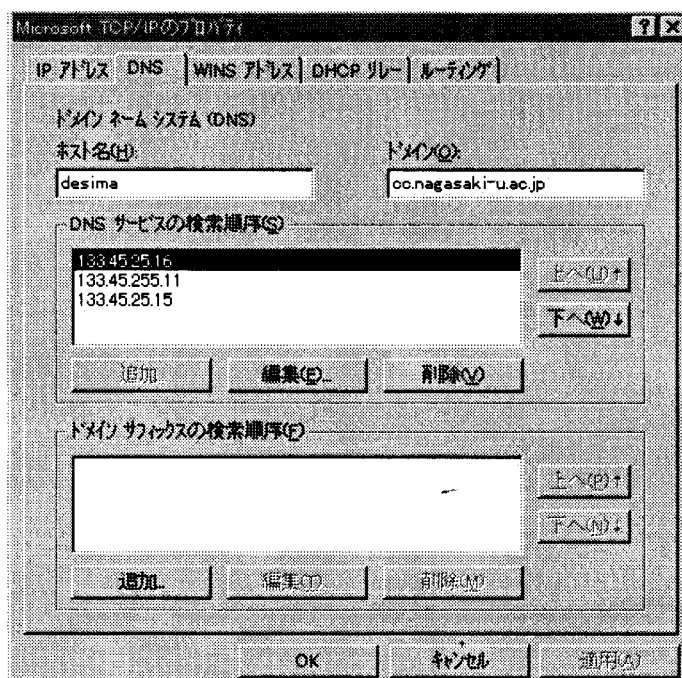 Microsoft TCP/IPのプロパティ
IP アドレス DNS WINS アドレス DHCP リレー ルーティング
ドメイン ネーム システム (DNS)
ホスト名(H): ドメイン(O):
desima cc.nagasaki-u.ac.jp
DNS サービスの検索順序(S)
133.45.25.16
133.45.255.11
133.45.25.15
上へ(U)↑
下へ(W)↓
追加 編集(E)... 削除(V)
ドメイン サフィックスの検索順序(F)
上へ(P)↑
下へ(N)↓
追加... 編集(T)... 削除(M)
OK キャンセル 適用(A)